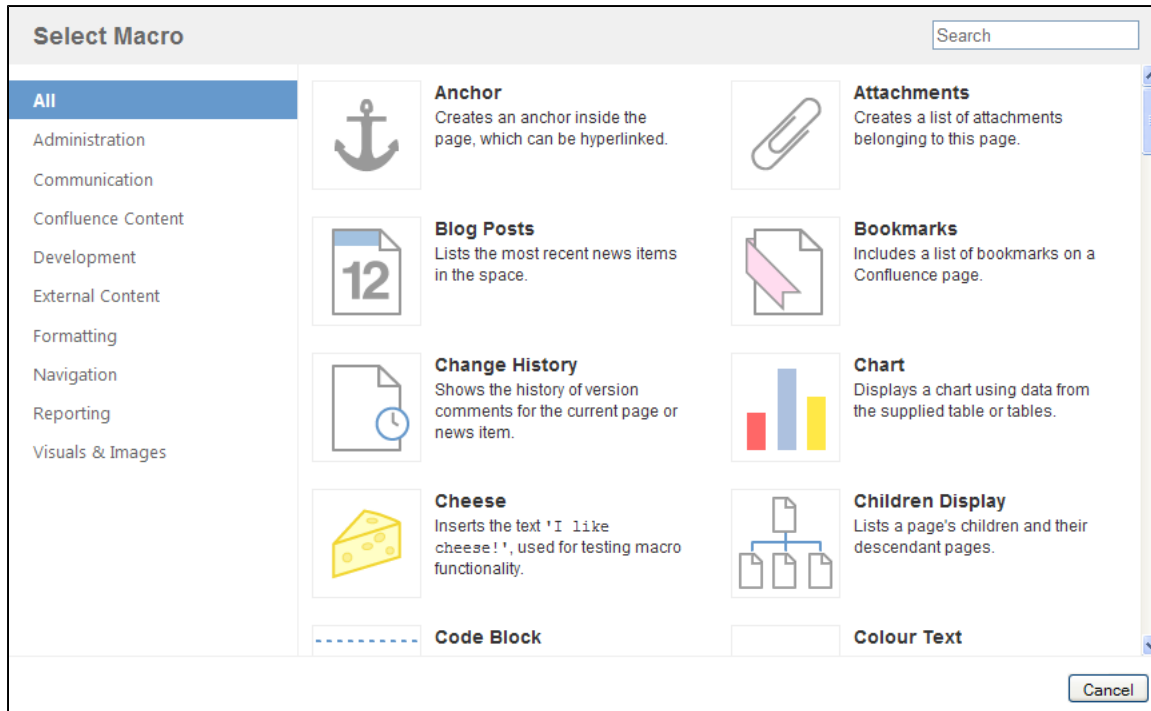 Select Macro
Search
All
Administration
Communication
Confluence Content
Development
External Content
Formatting
Navigation
Reporting
Visuals & Images
Anchor
Creates an anchor inside the
page, which can be hyperlinked.
Attachments
Creates a list of attachments
belonging to this page.
12
Blog Posts
Lists the most recent news items
in the space.
Bookmarks
Includes a list of bookmarks on a
Confluence page.
Change History
Shows the history of version
comments for the current page or
news item.
Chart
Displays a chart using data from
the supplied table or tables.
Cheese
Inserts the text 'I like
cheese!', used for testing macro
functionality.
Children Display
Lists a page's children and their
descendant pages.
Code Block
Colour Text
Cancel